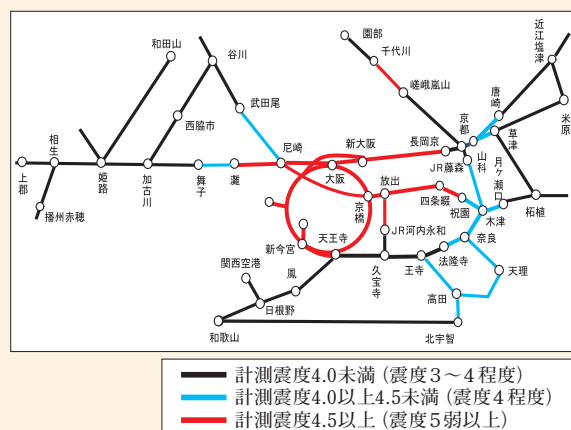 園部
千代川
嵯峨嵐山
近江塩津
和田山
谷川
唐崎
米原
京都
草津
武田尾
西脇市
長岡京
山科
新大阪
尼崎
JR藤森
月ヶ瀬口
相生
上郡
姫路
加古川
舞子
灘
大阪
放出
四条畷
祝園
木津
柘植
播州赤穂
京橋
JR河内永和
奈良
天王寺
新今宮
関西空港
鳳
久宝寺
王寺
法隆寺
天理
高田
日根野
和歌山
北宇智
計測震度4.0未満（震度３〜４程度）
計測震度4.0以上4.5未満（震度４程度）
計測震度4.5以上（震度５弱以上）